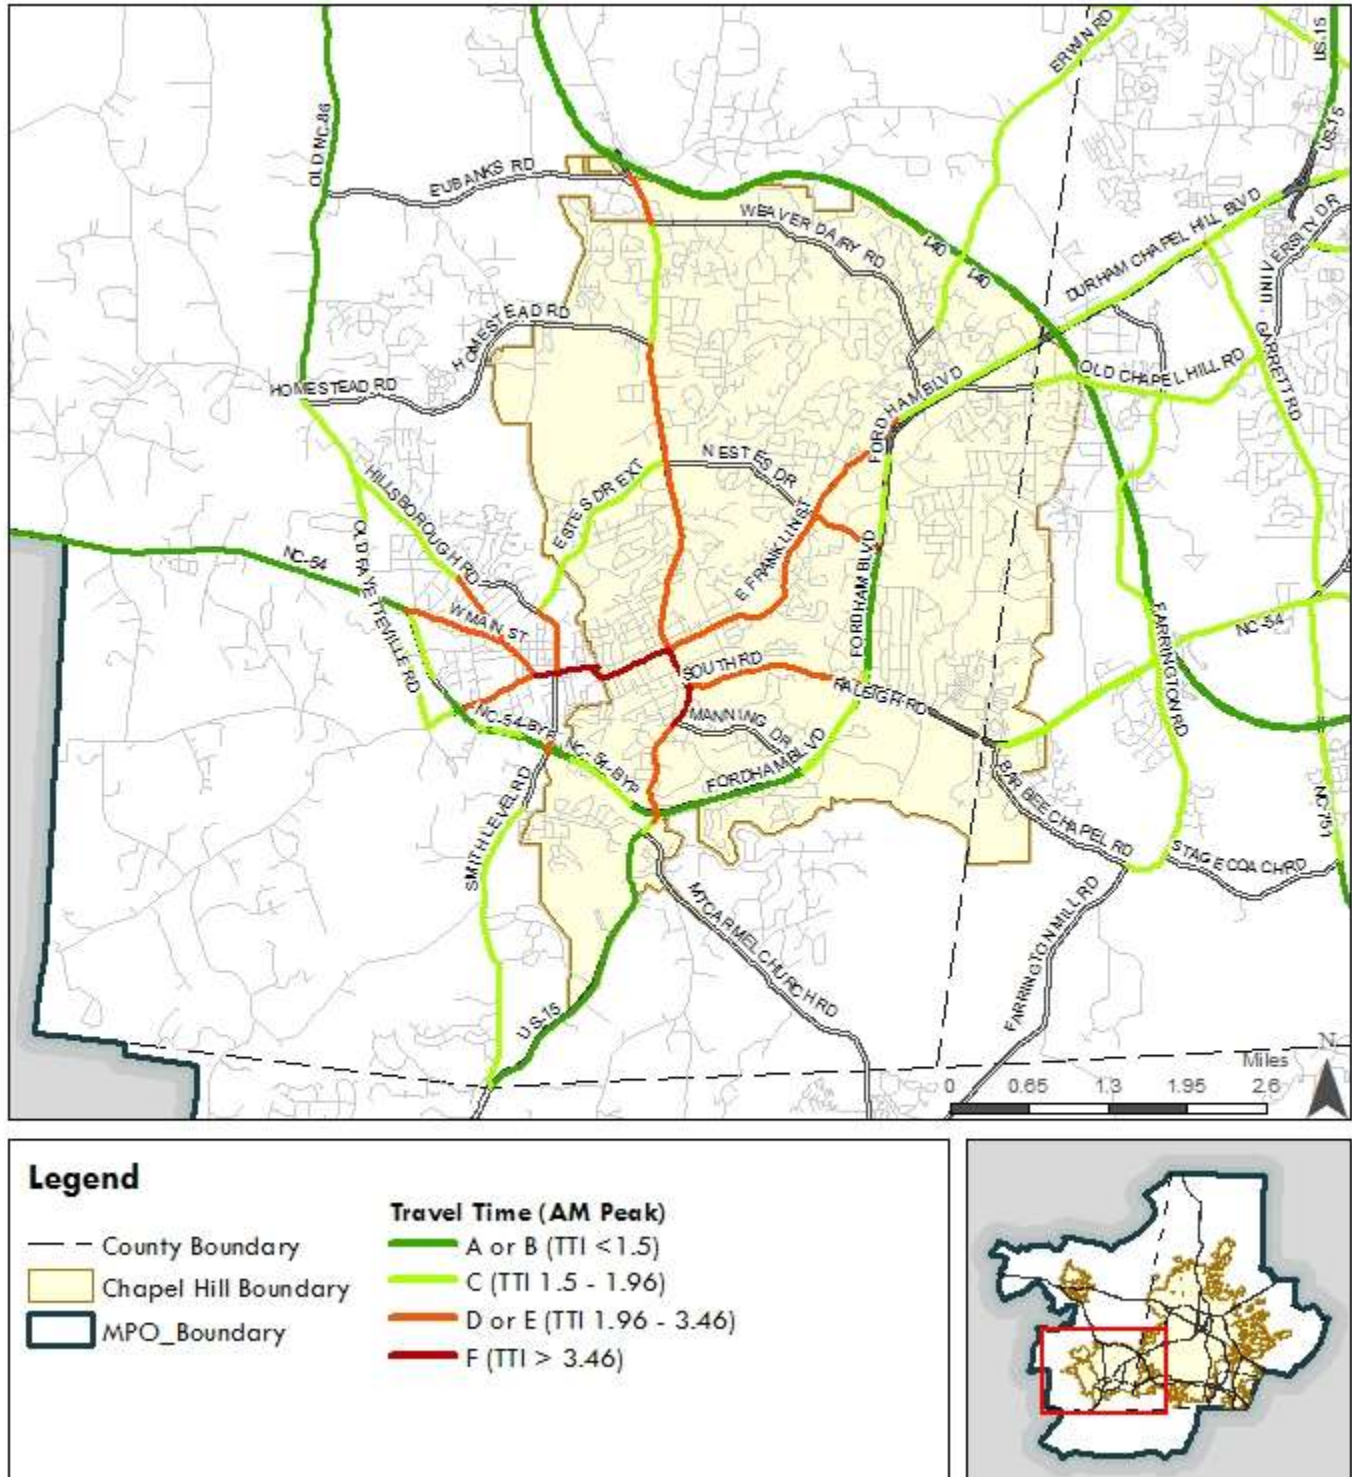 ERWIN RD
US-15
US-15
OLD NC-86
EUBANKS RD
WEAVER DAIRY RD
I-40
I-40
DURHAM CHAPEL HILL BLVD
UNIVERSITY DR
HOMESTEAD RD
HOMESTEAD RD
FORDHAM BLVD
OLD CHAPEL HILL RD
GARRETT RD
HILLSBOROUGH RD
ESTES DR EXT
N ESTES DR
E FRANKLIN ST
FORDHAM BLVD
NC-54
OLD FAYETTEVILLE RD
W MAIN ST
SOUTH RD
RALEIGH RD
NC-54
FARRINGTON RD
NC-54-BYP
NC-54-BYP
MANNING DR
FORDHAM BLVD
SMITH LEVEL RD
BARBEE CHAPEL RD
STAGECOACH RD
NC-751
MT CARMEL CHURCH RD
FARRINGTON MILL RD
US-15
N
Miles
0 0.65 1.3 1.95 2.6
Legend
County Boundary
Chapel Hill Boundary
MPO_Boundary
Travel Time (AM Peak)
A or B (TTI <1.5)
C (TTI 1.5 - 1.96)
D or E (TTI 1.96 - 3.46)
F (TTI > 3.46)